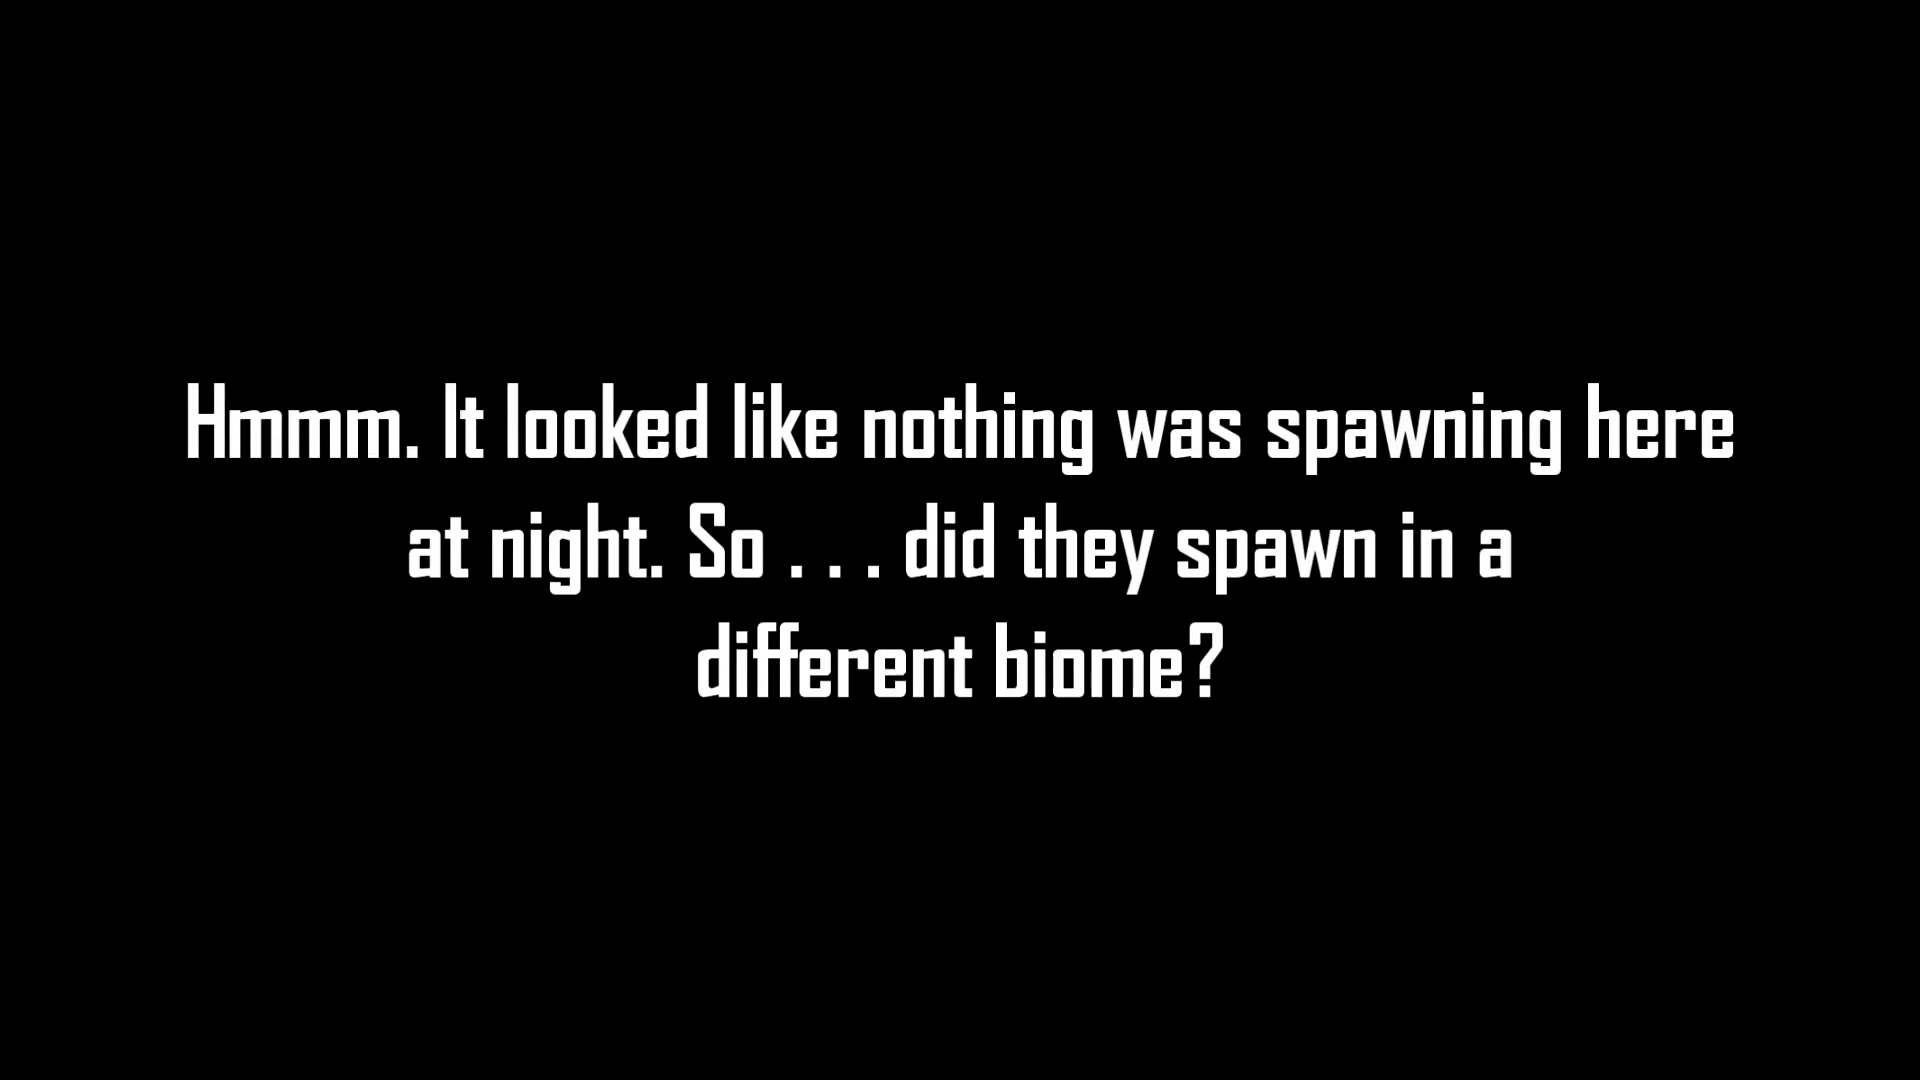 Hmmm. It looked like nothing was spawning here
at night. So . . . did they spawn in a
different biome?